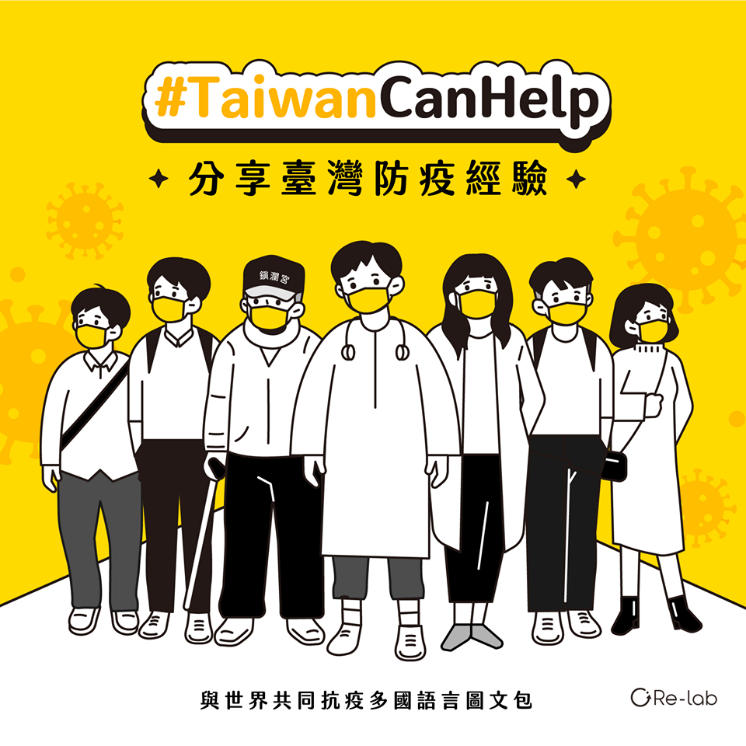 #TaiwanCanHelp
分享臺灣防疫經驗
鎮瀾宮
與世界共同抗疫多國語言圖文包
Re-lab